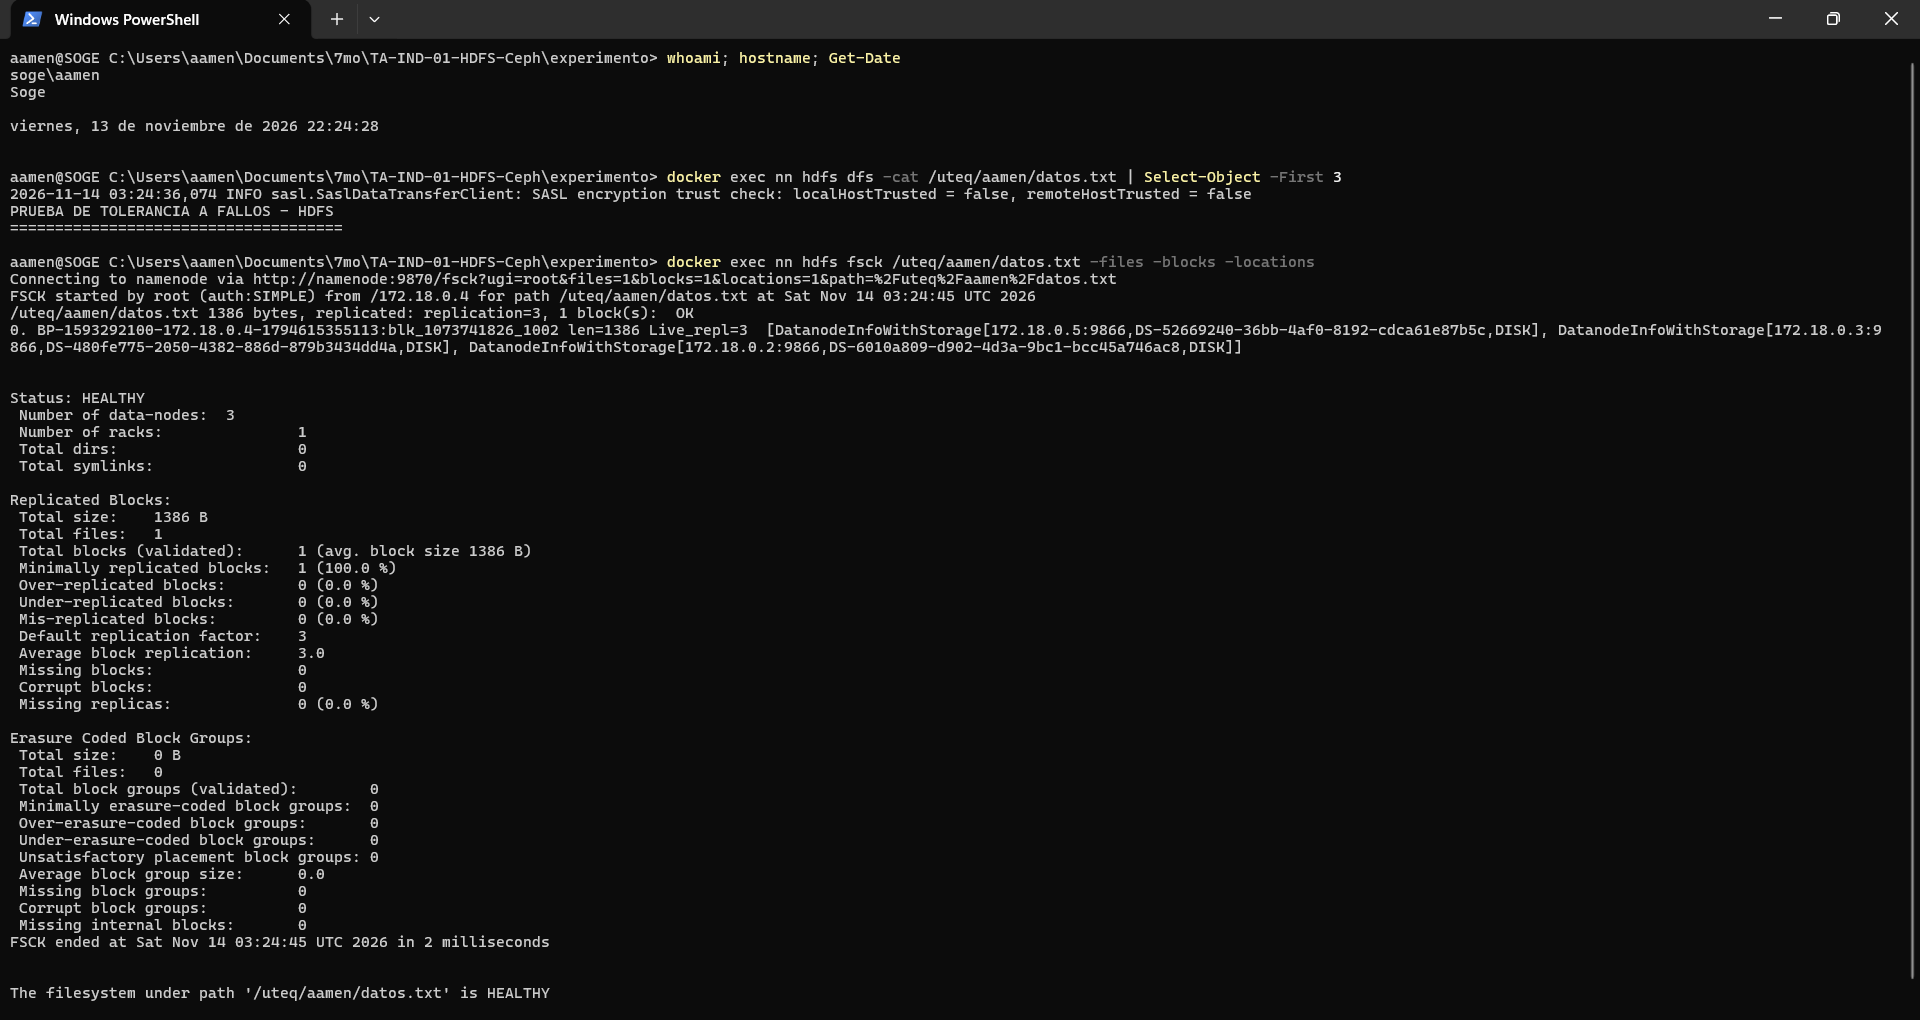 Windows PowerShell
aamen@SOGE C:\Users\aamen\Documents\7mo\TA-IND-01-HDFS-Ceph\experimento> whoami; hostname; Get-Date
soge\aamen
Soge
viernes, 13 de noviembre de 2026 22:24:28
aamen@SOGE C:\Users\aamen\Documents\7mo\TA-IND-01-HDFS-Ceph\experimento> docker exec nn hdfs dfs -cat /uteq/aamen/datos.txt | Select-Object -First 3
2026-11-14 03:24:36,074 INFO sasl.SaslDataTransferClient: SASL encryption trust check: localHostTrusted = false, remoteHostTrusted = false
PRUEBA DE TOLERANCIA A FALLOS - HDFS
=====================================
aamen@SOGE C:\Users\aamen\Documents\7mo\TA-IND-01-HDFS-Ceph\experimento> docker exec nn hdfs fsck /uteq/aamen/datos.txt -files -blocks -locations
Connecting to namenode via http://namenode:9870/fsck?ugi=root&files=1&blocks=1&locations=1&path=%2Futeq%2Faamen%2Fdatos.txt
FSCK started by root (auth:SIMPLE) from /172.18.0.4 for path /uteq/aamen/datos.txt at Sat Nov 14 03:24:45 UTC 2026
/uteq/aamen/datos.txt 1386 bytes, replicated: replication=3, 1 block(s):  OK
0. BP-1593292100-172.18.0.4-1794615355113:blk_1073741826_1002 len=1386 Live_repl=3  [DatanodeInfoWithStorage[172.18.0.5:9866,DS-52669240-36bb-4af0-8192-cdca61e87b5c,DISK], DatanodeInfoWithStorage[172.18.0.3:9
866,DS-480fe775-2050-4382-886d-879b3434dd4a,DISK], DatanodeInfoWithStorage[172.18.0.2:9866,DS-6010a809-d902-4d3a-9bc1-bcc45a746ac8,DISK]]
Status: HEALTHY
Number of data-nodes:  3
Number of racks:               1
Total dirs:                    0
Total symlinks:                0
Replicated Blocks:
Total size:    1386 B
Total files:   1
Total blocks (validated):      1 (avg. block size 1386 B)
Minimally replicated blocks:   1 (100.0 %)
Over-replicated blocks:        0 (0.0 %)
Under-replicated blocks:       0 (0.0 %)
Mis-replicated blocks:         0 (0.0 %)
Default replication factor:    3
Average block replication:     3.0
Missing blocks:                0
Corrupt blocks:                0
Missing replicas:              0 (0.0 %)
Erasure Coded Block Groups:
Total size:    0 B
Total files:   0
Total block groups (validated):        0
Minimally erasure-coded block groups:  0
Over-erasure-coded block groups:       0
Under-erasure-coded block groups:      0
Unsatisfactory placement block groups: 0
Average block group size:      0.0
Missing block groups:          0
Corrupt block groups:          0
Missing internal blocks:       0
FSCK ended at Sat Nov 14 03:24:45 UTC 2026 in 2 milliseconds
The filesystem under path '/uteq/aamen/datos.txt' is HEALTHY